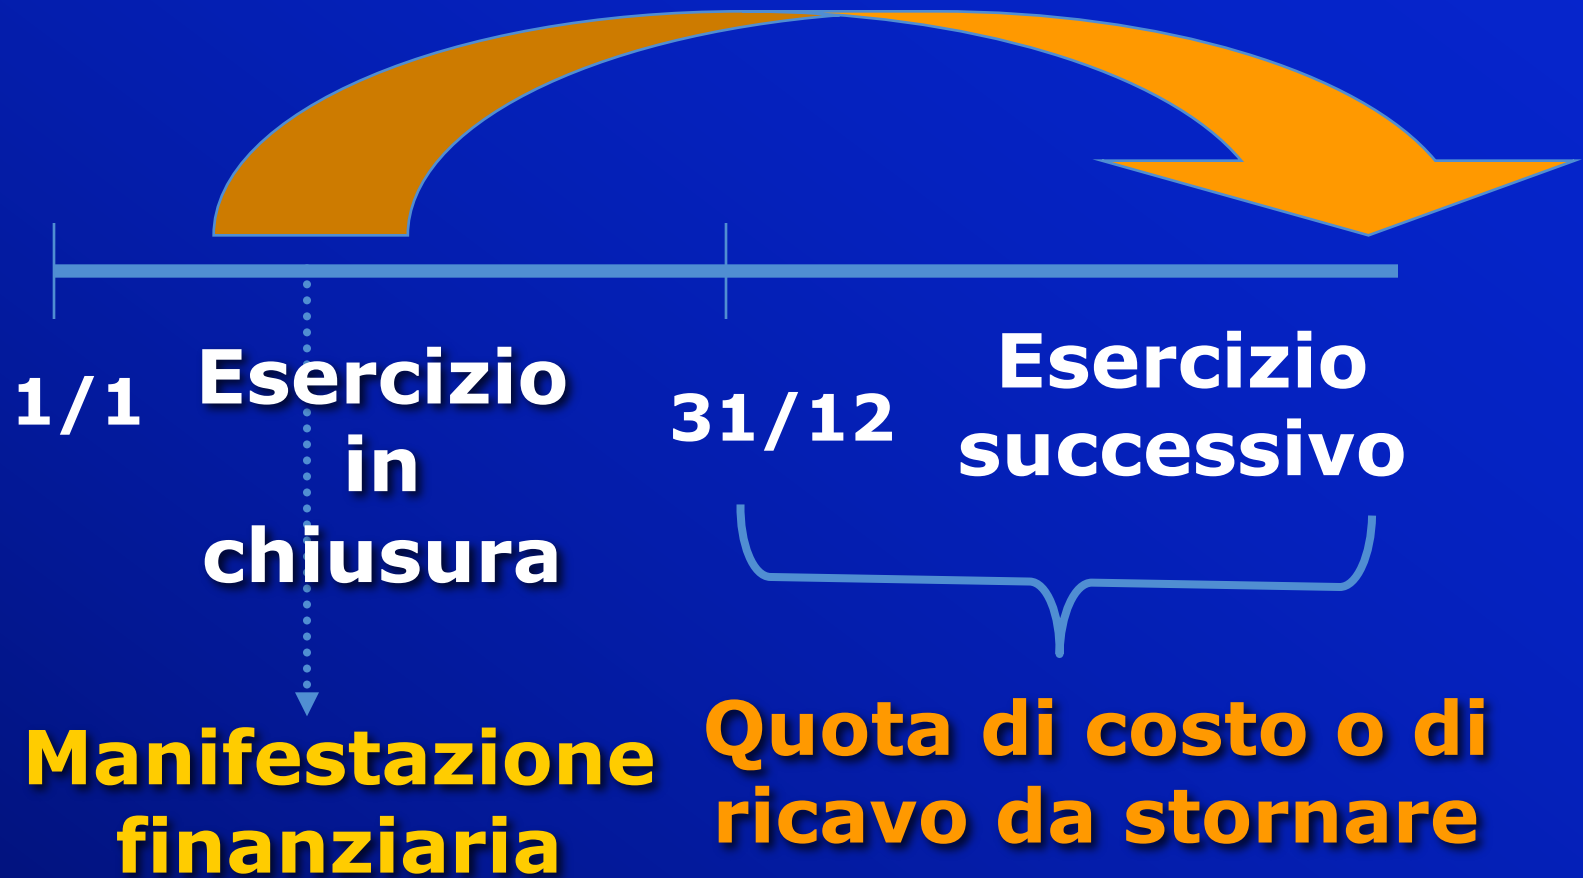 1/1
Esercizio
in
chiusura
31/12
Esercizio
successivo
Manifestazione
finanziaria
Quota di costo o di
ricavo da stornare